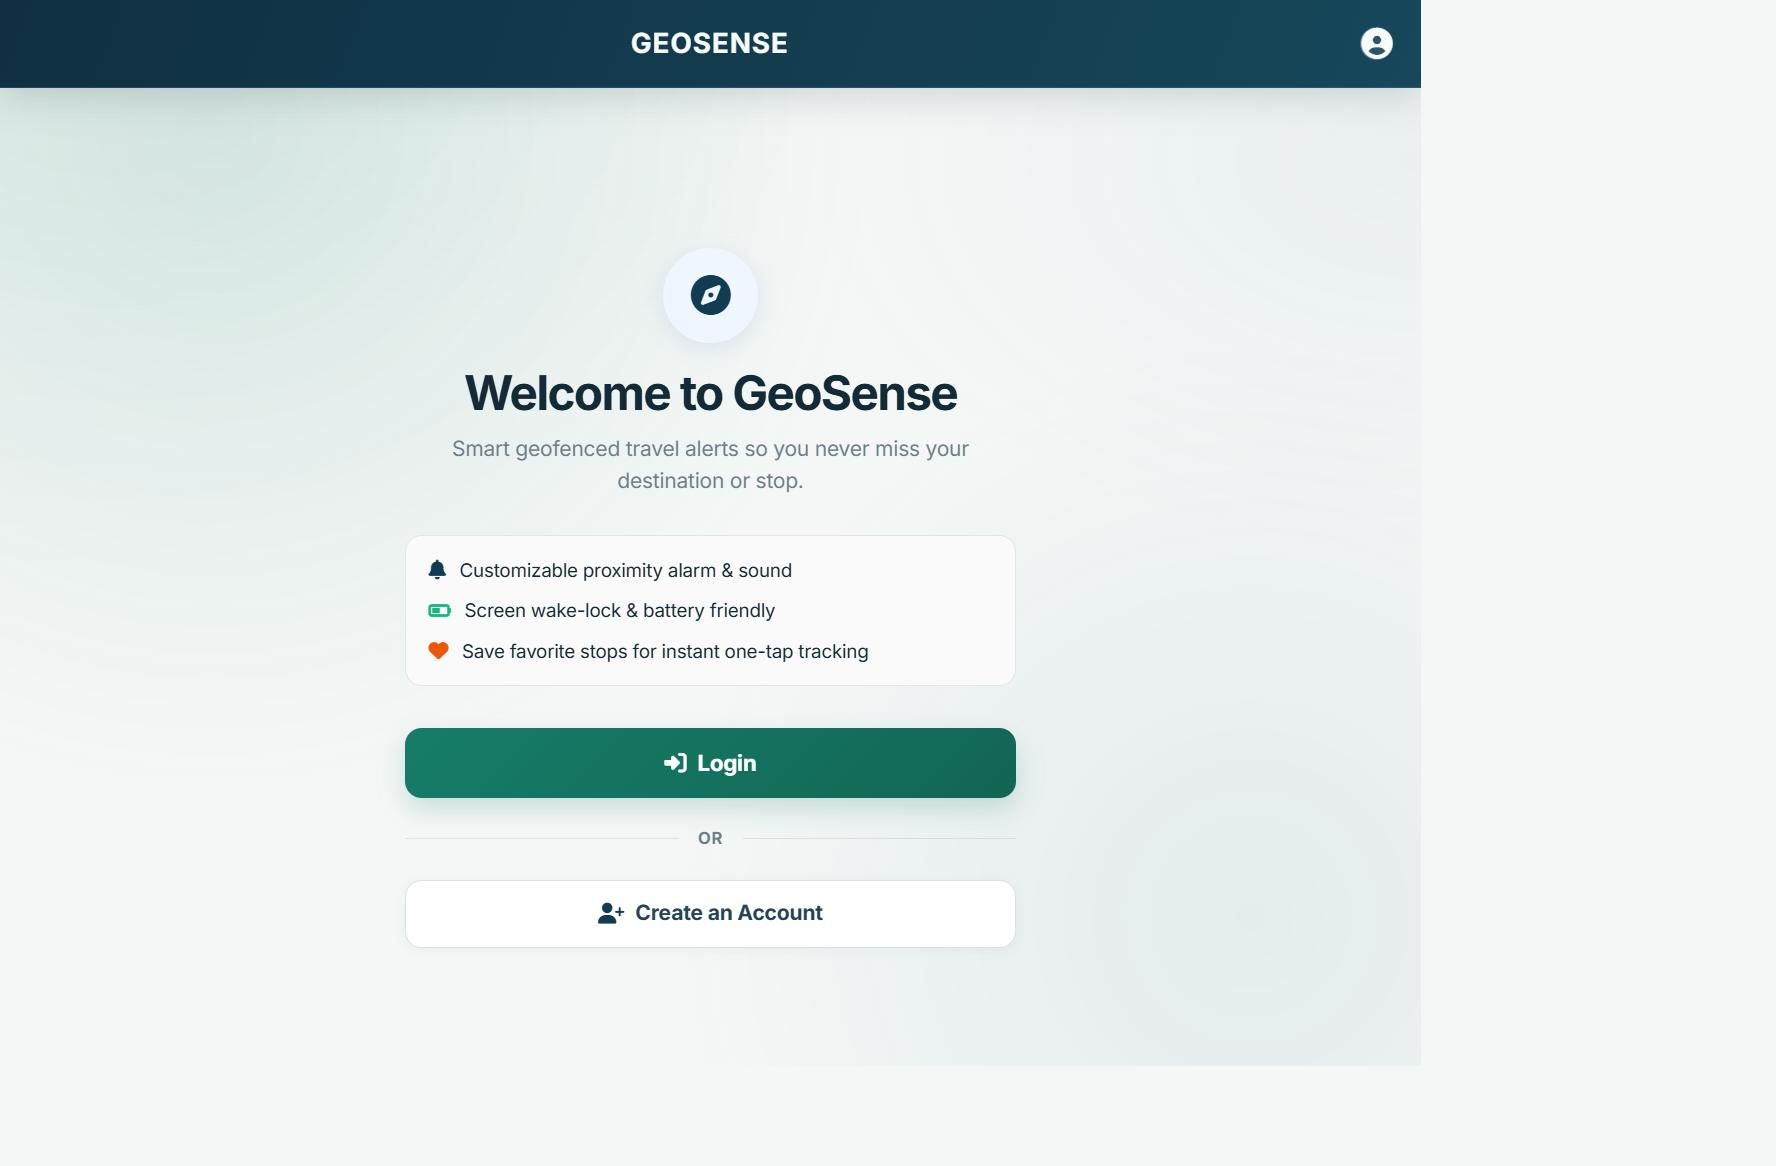 GEOSENSE
Welcome to GeoSense
Smart geofenced travel alerts so you never miss your
destination or stop.
Customizable proximity alarm & sound
Screen wake-lock & battery friendly
Save favorite stops for instant one-tap tracking
Login
OR
Create an Account